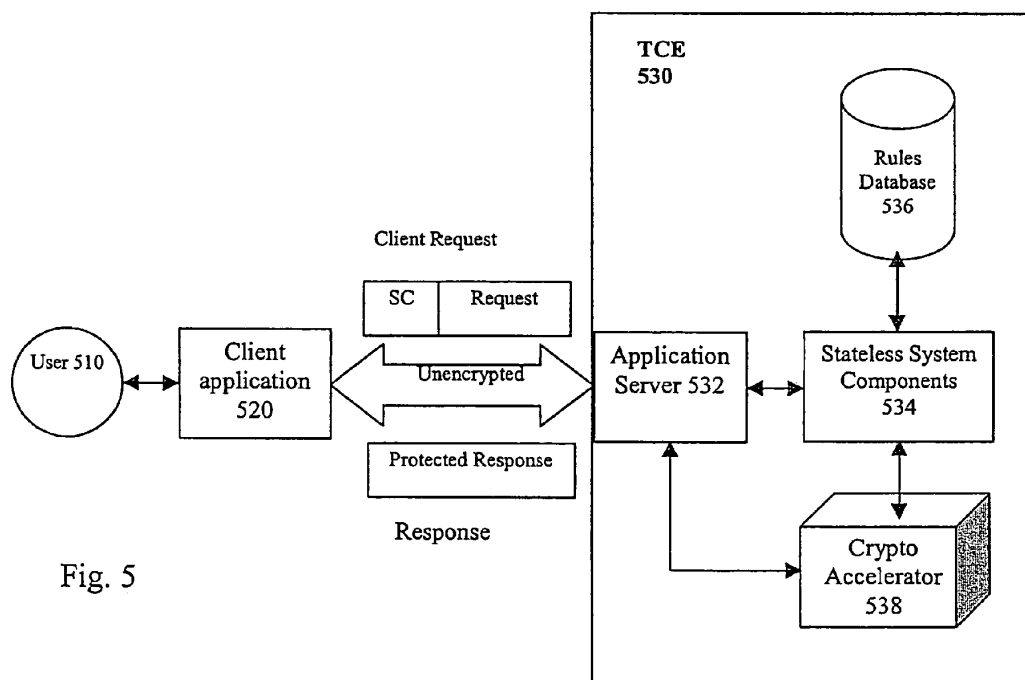 TCE
530
Rules
Database
536
Client Request
SC
Request
User 510
Client
application
520
Unencrypted
Application
Server 532
Stateless System
Components
534
Protected Response
Response
Crypto
Accelerator
538
Fig. 5